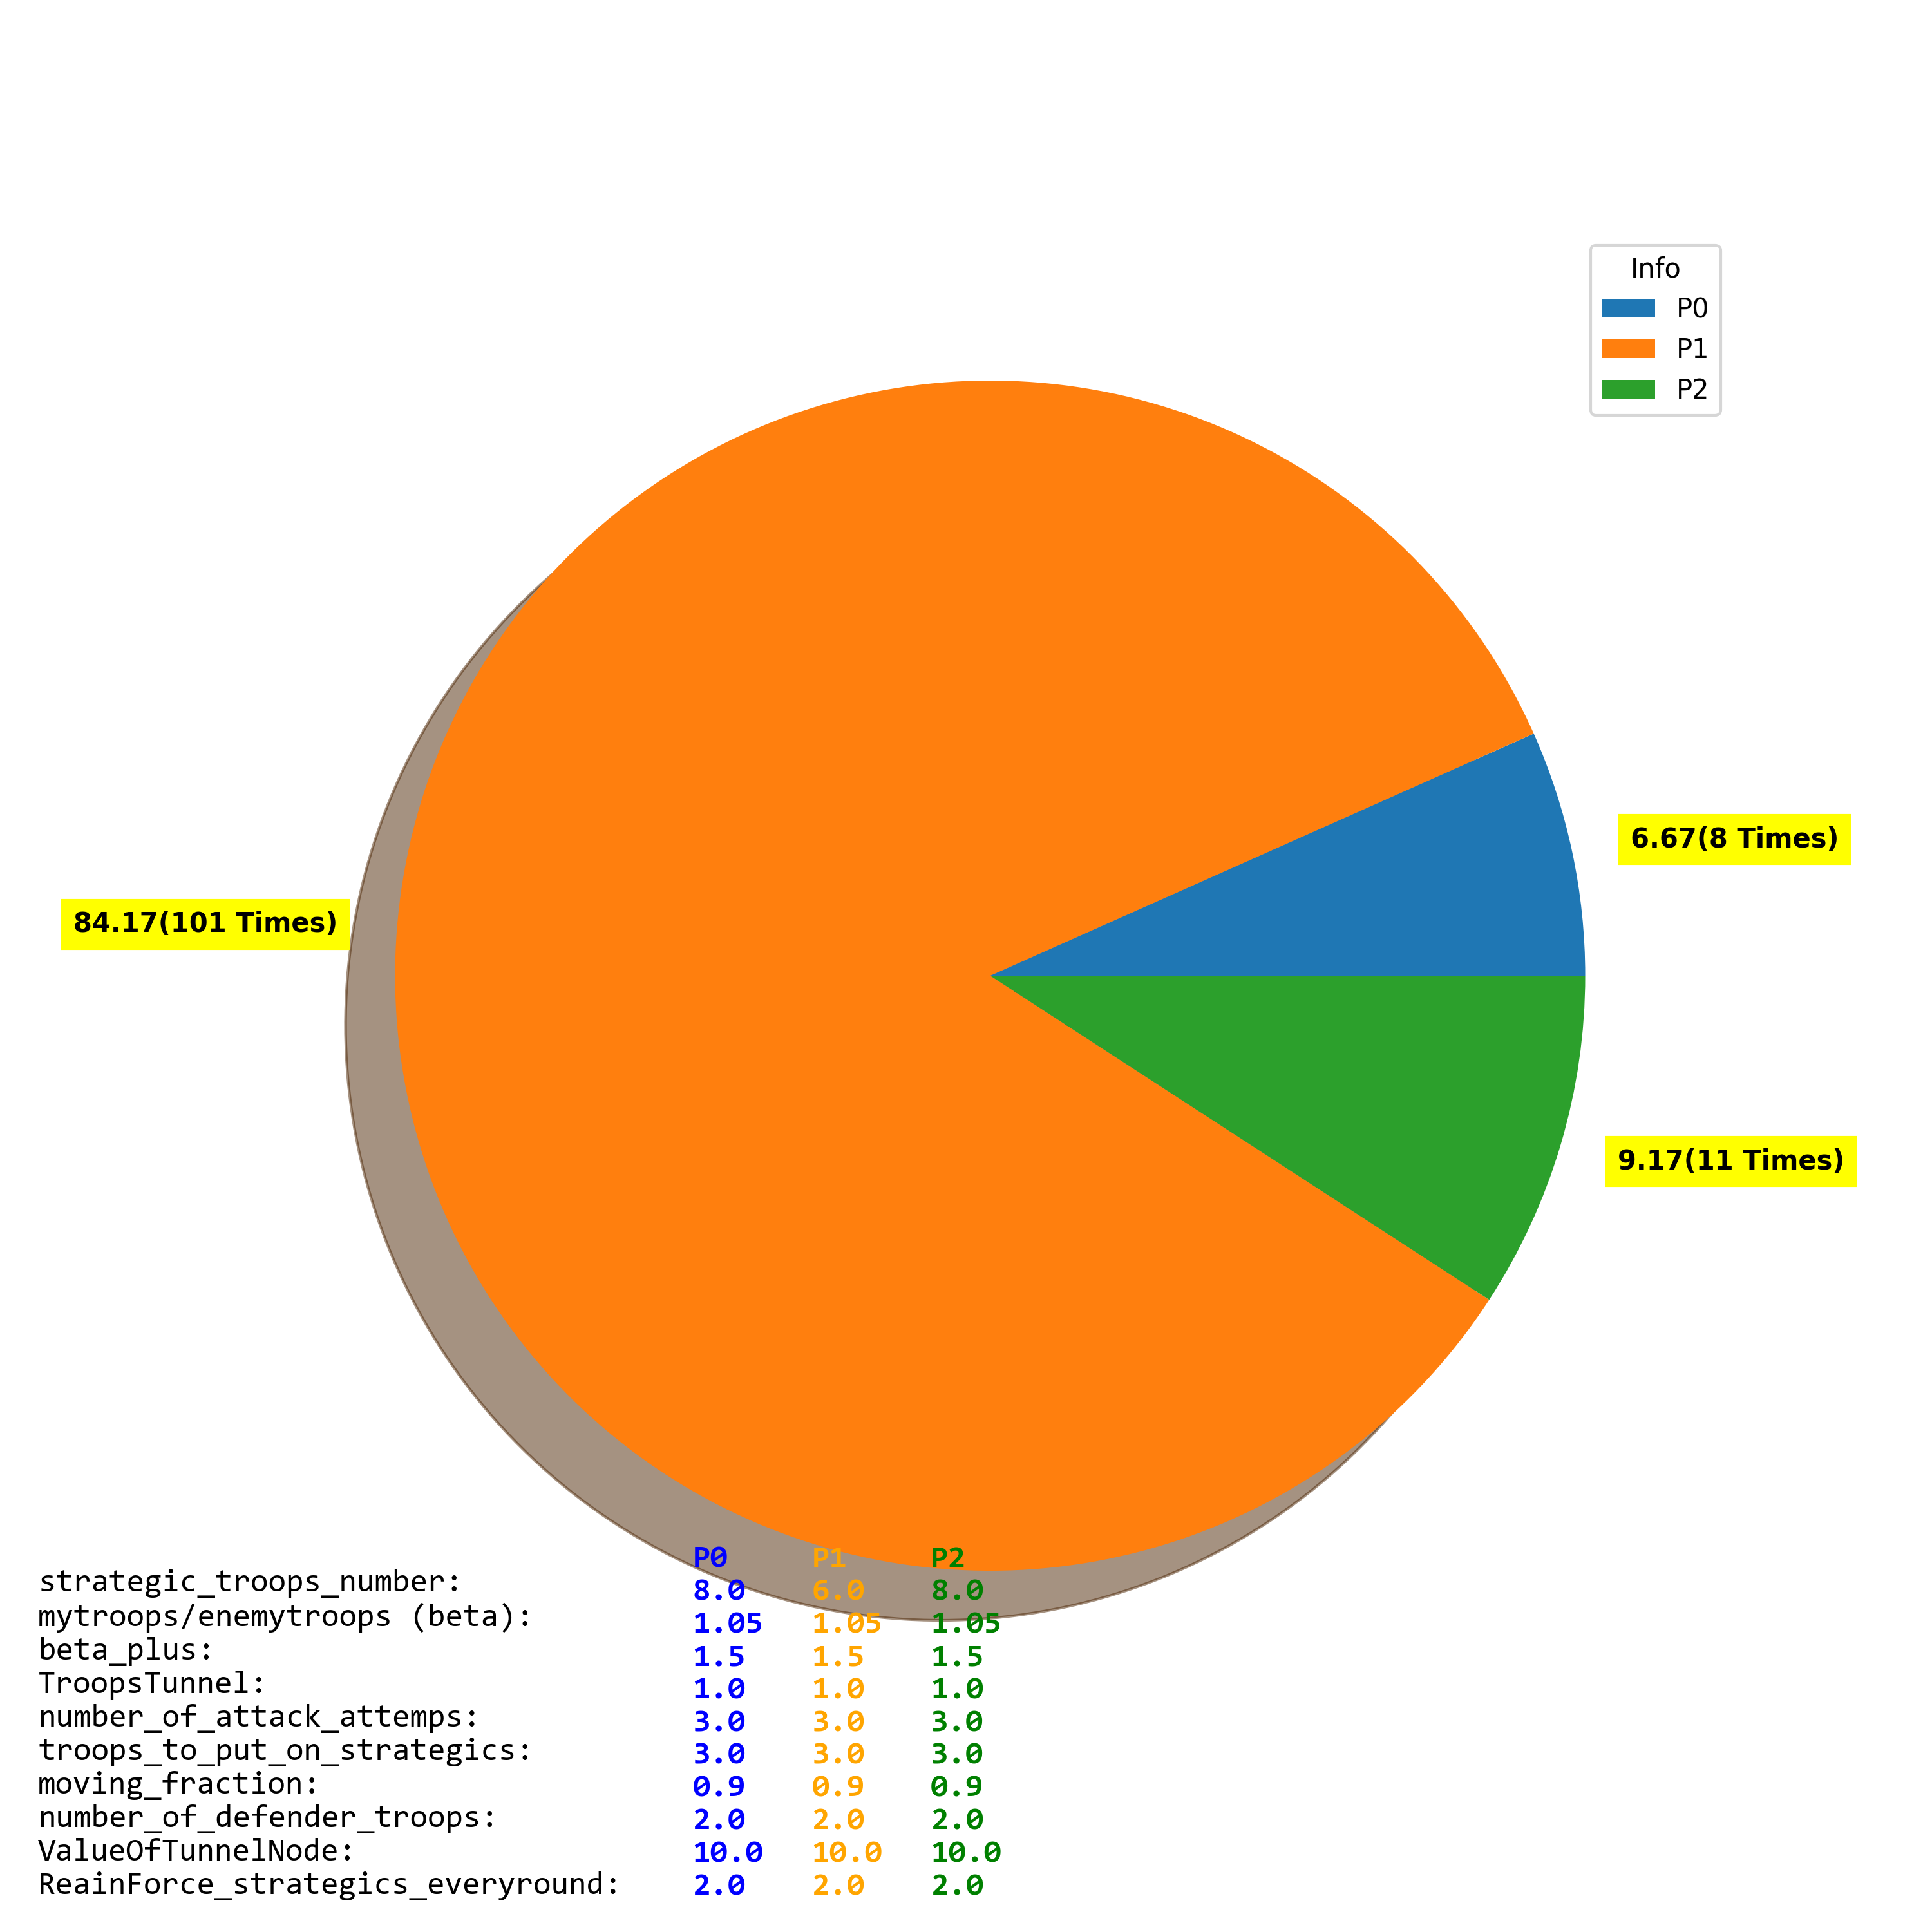 Info
P0
P1
P2
6.67(8 Times)
84.17(101 Times)
9.17(11 Times)
P0 P1 P2
strategic_troops_number: 8.0 6.0 8.0
mytroops/enemytroops (beta): 1.05 1.05 1.05
beta_plus: 1.5 1.5 1.5
TroopsTunnel: 1.0 1.0 1.0
number_of_attack_attemps: 3.0 3.0 3.0
troops_to_put_on_strategics: 3.0 3.0 3.0
moving_fraction: 0.9 0.9 0.9
number_of_defender_troops: 2.0 2.0 2.0
ValueOfTunnelNode: 10.0 10.0 10.0
ReainForce_strategics_everyround: 2.0 2.0 2.0